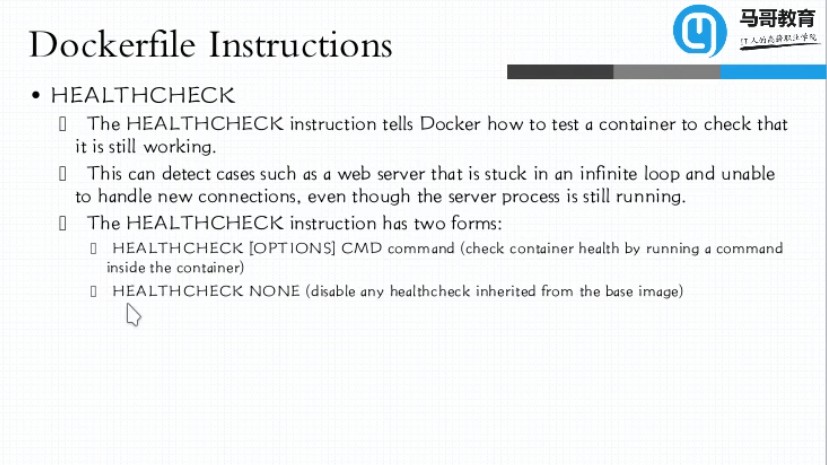 Dockerfile Instructions
马哥教育
IT人的高薪职业学院
• HEALTHCHECK
The HEALTHCHECK instruction tells Docker how to test a container to check that
it is still working.
This can detect cases such as a web server that is stuck in an infinite loop and unable
to handle new connections, even though the server process is still running.
The HEALTHCHECK instruction has two forms:
HEALTHCHECK [OPTIONS] CMD command (check container health by running a command
inside the container)
HEALTHCHECK NONE (disable any healthcheck inherited from the base image)